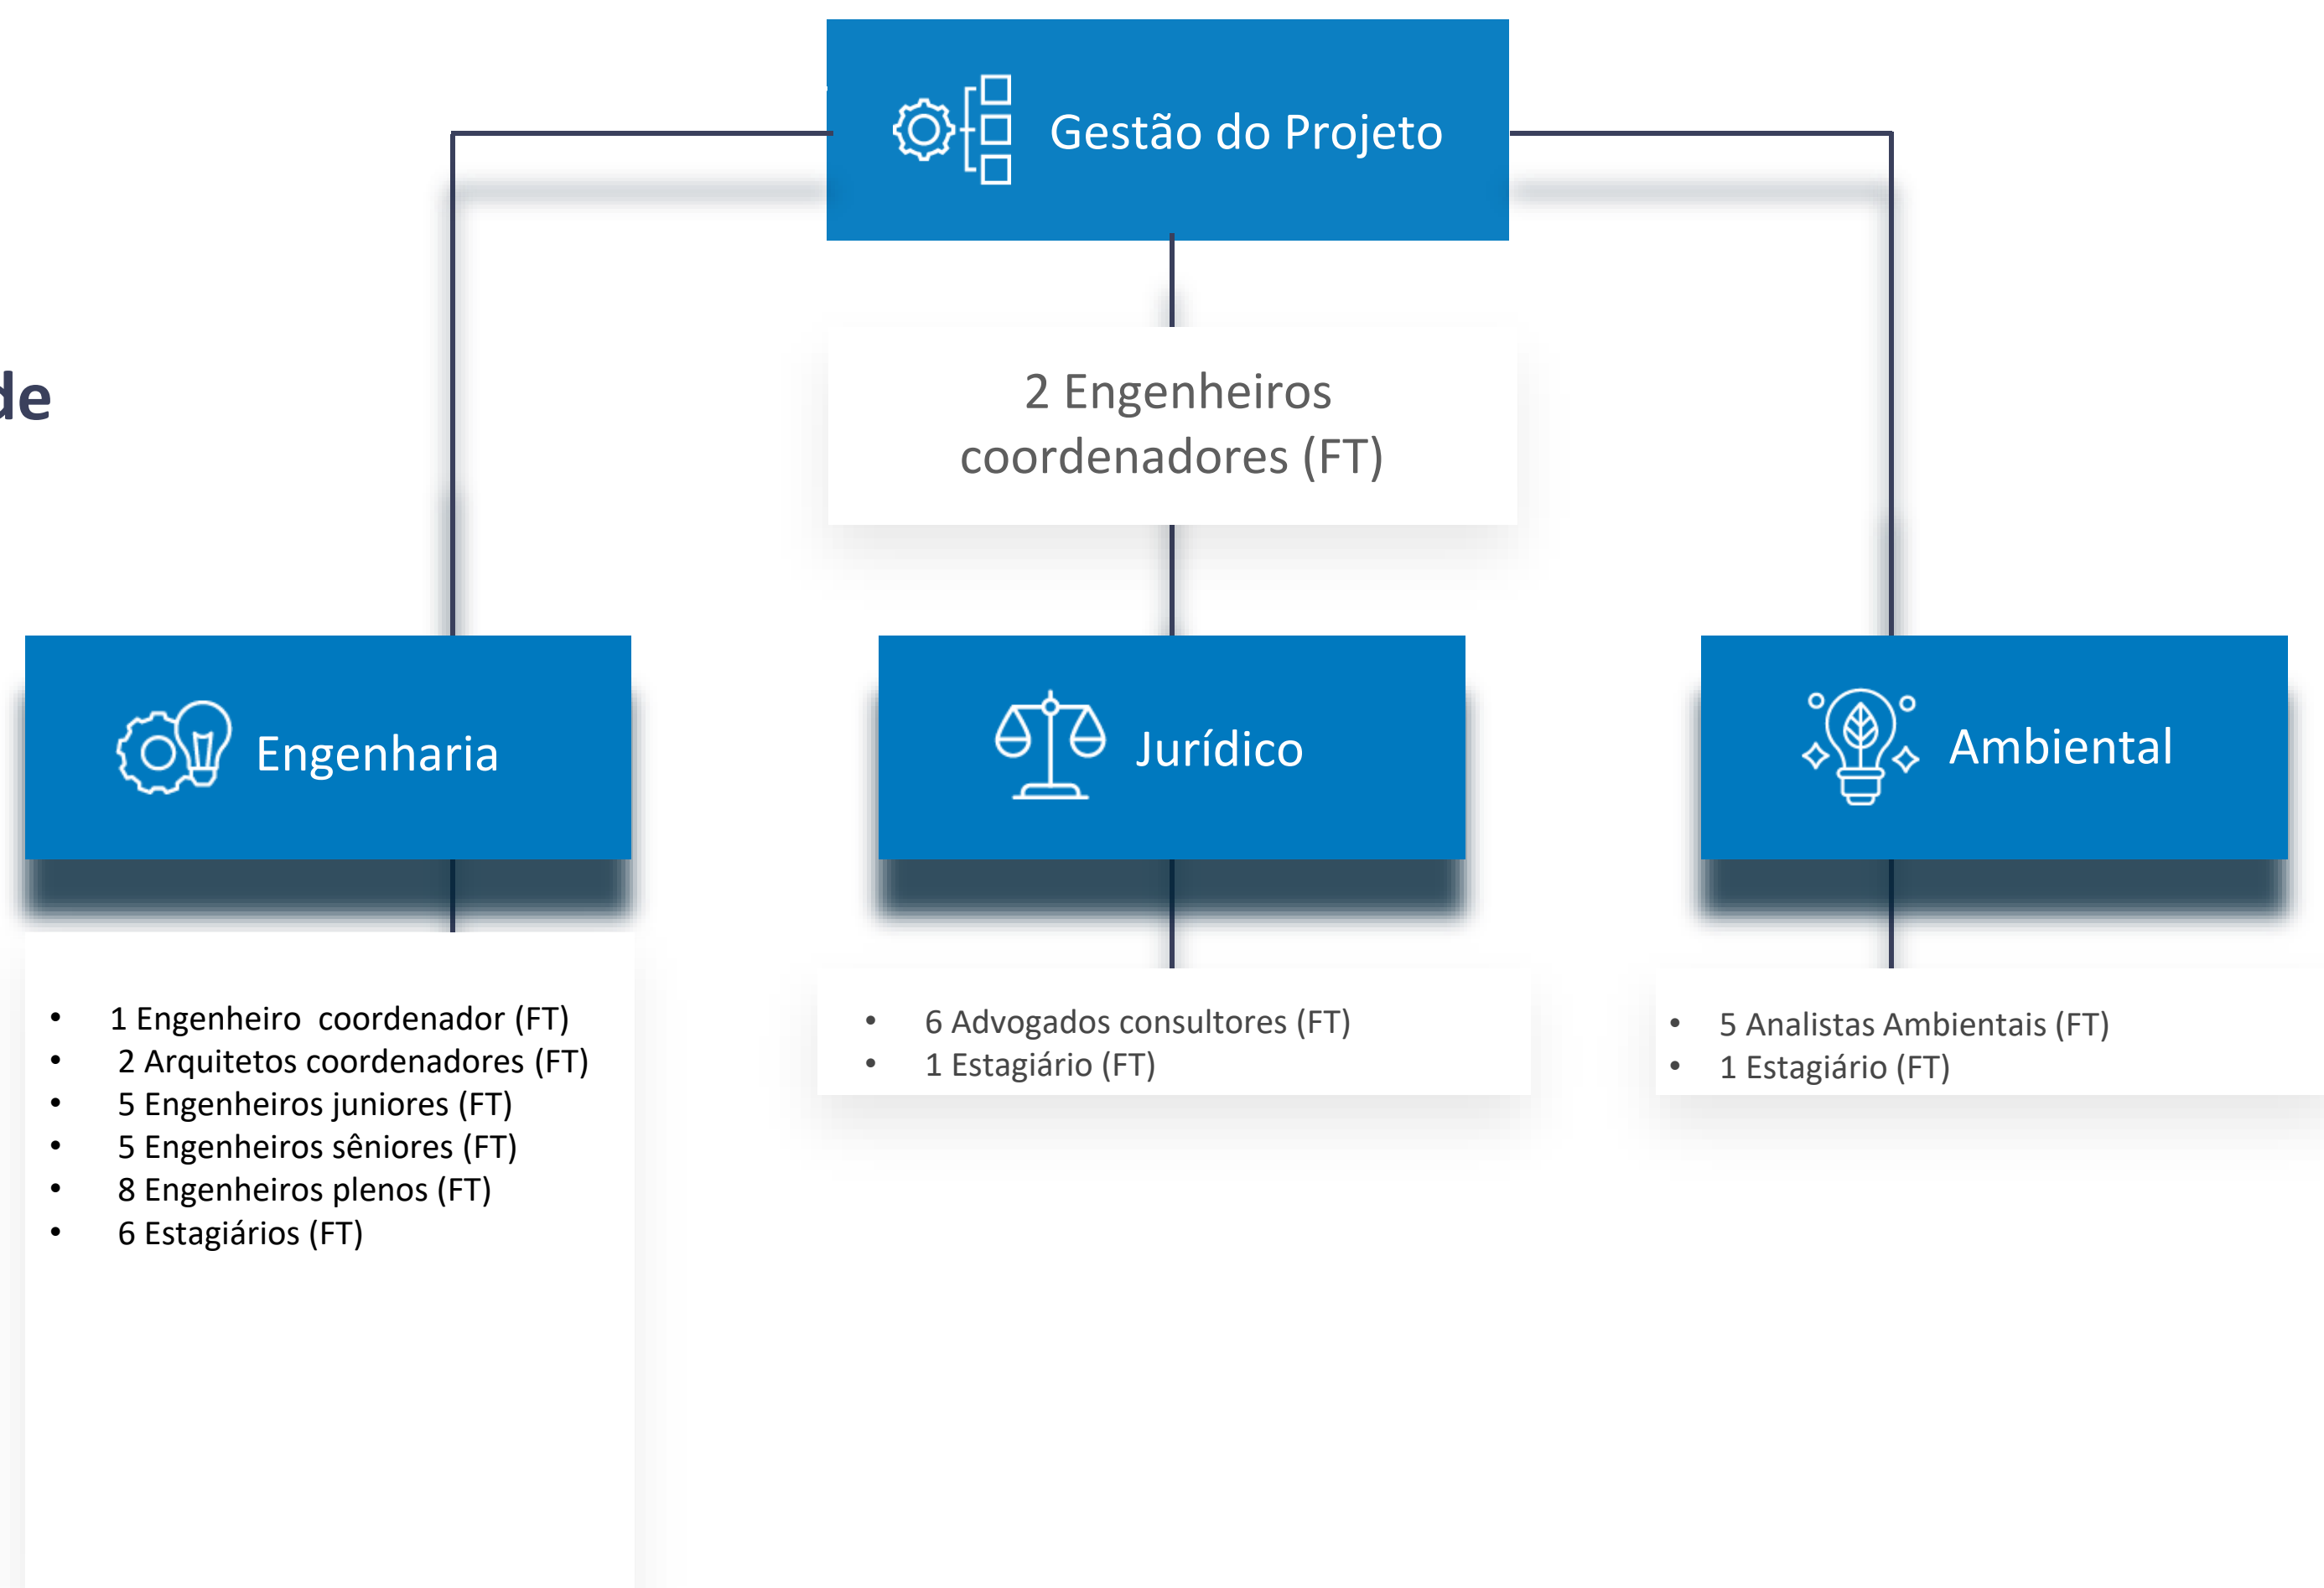 Gestão do Projeto
de
2 Engenheiros
coordenadores (FT)
Engenharia
Jurídico
Ambiental
• 1 Engenheiro  coordenador (FT)
• 2 Arquitetos coordenadores (FT)
• 5 Engenheiros juniores (FT)
• 5 Engenheiros sêniores (FT)
• 8 Engenheiros plenos (FT)
• 6 Estagiários (FT)
• 6 Advogados consultores (FT)
• 1 Estagiário (FT)
• 5 Analistas Ambientais (FT)
• 1 Estagiário (FT)